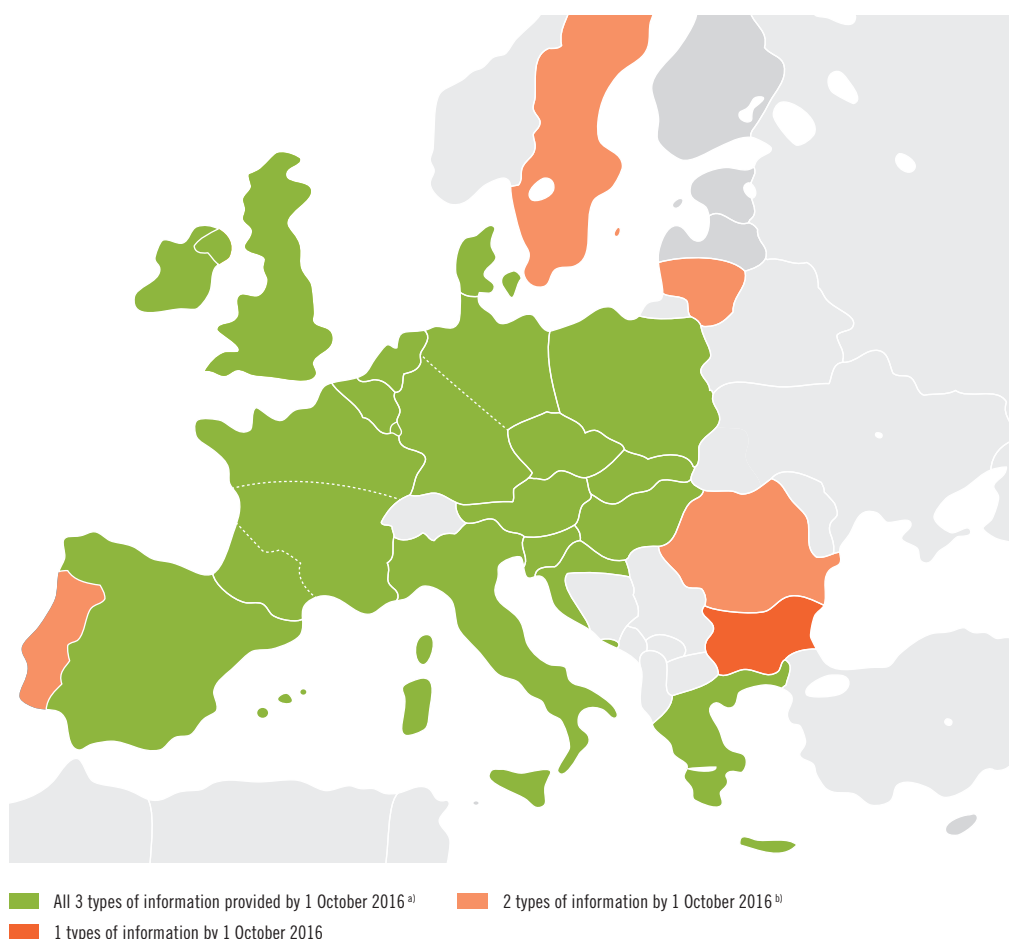 All 3 types of information provided by 1 October 2016 a)
2 types of information by 1 October 2016 b)
1 types of information by 1 October 2016